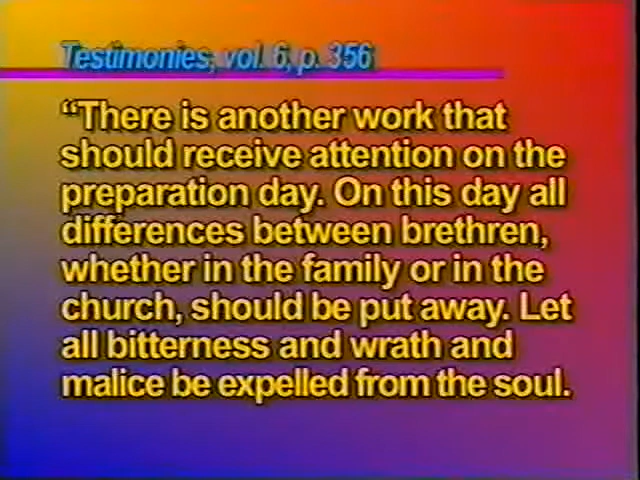 Testimonies, vol. 6, p. 356
“There is another work that
should receive attention on the
preparation day. On this day all
differences between brethren,
whether in the family or in the
church, should be put away. Let
all bitterness and wrath and
malice be expelled from the soul.